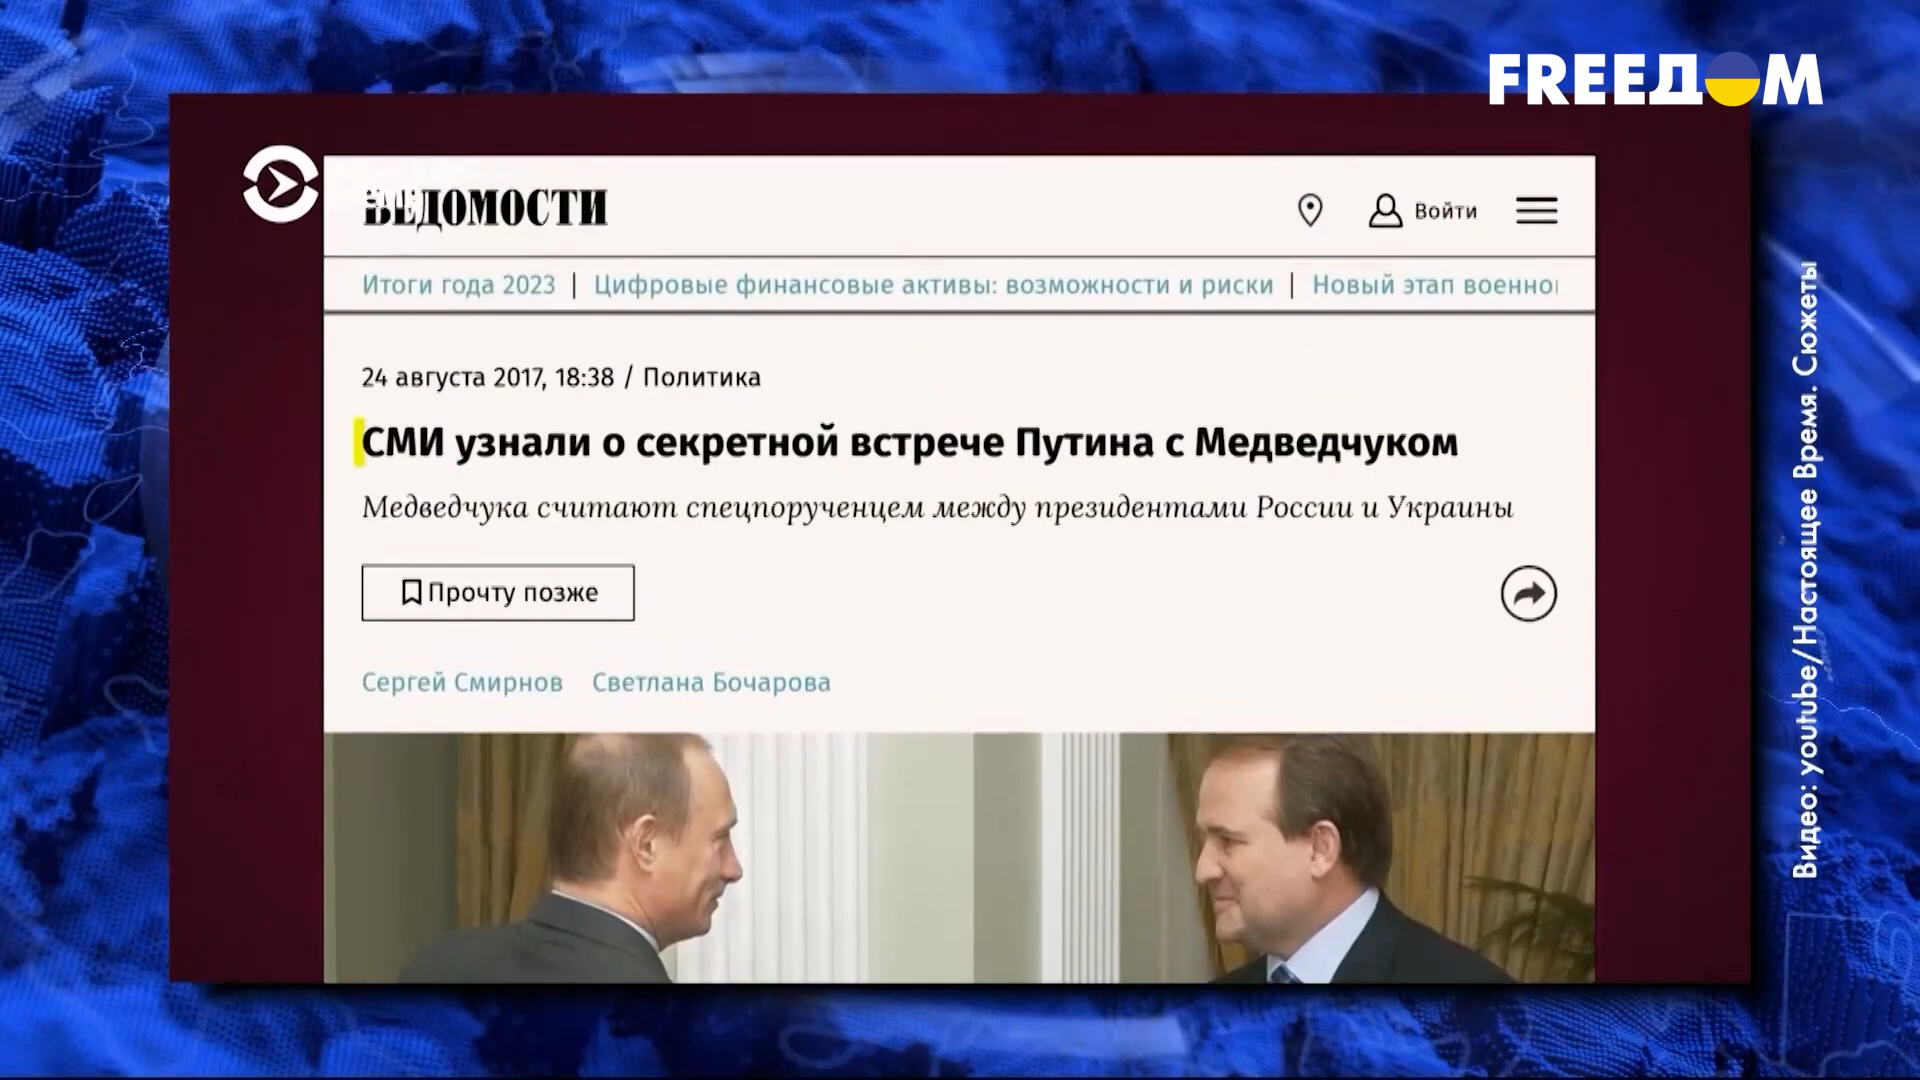 FREEДOM
ВЕДОМОСТИ
Войти
Итоги года 2023 | Цифровые финансовые активы: возможности и риски | Новый этап военно
24 августа 2017, 18:38 / Политика
СМИ узнали о секретной встрече Путина с Медведчуком
Медведчука считают спецпорученцем между президентами России и Украины
Прочту позже
Сергей Смирнов Светлана Бочарова
Видео: youtube/Настоящее Время. Сюжеты